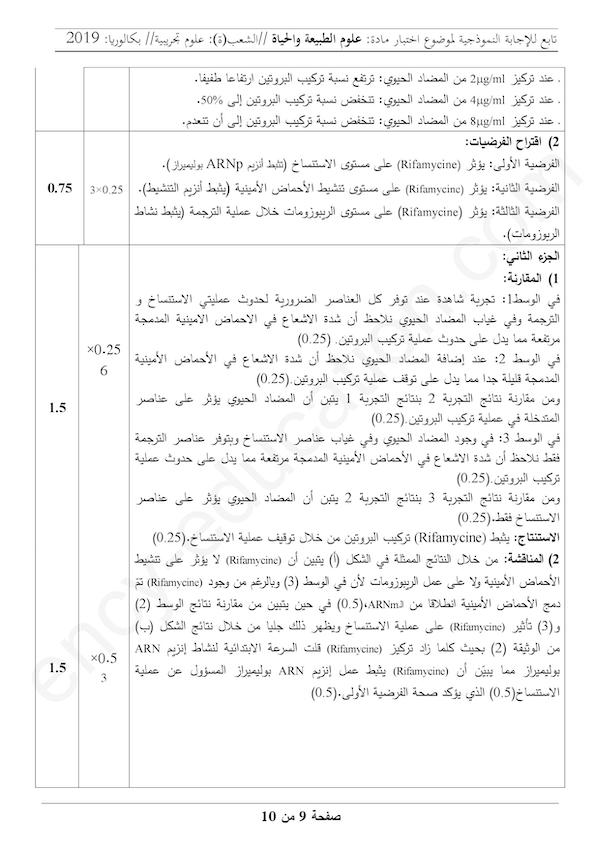 تابع للإجابة النموذجية لموضوع اختبار مادة: علوم الطبيعة والحياة //الشعب(ة): علوم تجريبية// بكالوريا: 2019
. عند تركيز 2µg/ml من المضاد الحيوي: ترتفع نسبة تركيب البروتين ارتفاعا طفيفا.
. عند تركيز 4µg/ml من المضاد الحيوي: تنخفض نسبة تركيب البروتين إلى 50%.
. عند تركيز 8µg/ml من المضاد الحيوي: تنخفض نسبة تركيب البروتين إلى أن تنعدم.
2) اقتراح الفرضيات:
الفرضية الأولى: يؤثر (Rifamycine) على مستوى الاستنساخ (تثبط أنزيم ARNp بوليميراز).
الفرضية الثانية: يؤثر (Rifamycine) على مستوى تنشيط الأحماض الأمينية (يثبط أنزيم التنشيط).
الفرضية الثالثة: يؤثر (Rifamycine) على مستوى الريبوزومات خلال عملية الترجمة (يثبط نشاط
الريوزومات).
3×0.25
0.75
الجزء الثاني:
1) المقارنة:
في الوسط1: تجربة شاهدة عند توفر كل العناصر الضرورية لحدوث عمليتي الاستنساخ و
الترجمة وفي غياب المضاد الحيوي نلاحظ أن شدة الاشعاع في الاحماض الامينية المدمجة
مرتفعة مما يدل على حدوث عملية تركيب البروتين. (0.25)
في الوسط 2: عند إضافة المضاد الحيوي نلاحظ أن شدة الاشعاع في الأحماض الأمينية
المدمجة قليلة جدا مما يدل على توقف عملية تركيب البروتين.(0.25)
ومن مقارنة نتائج التجربة 2 بنتائج التجربة 1 يتبن أن المضاد الحيوي يؤثر على عناصر
المتدخلة في عملية تركيب البروتين.(0.25)
في الوسط 3: في وجود المضاد الحيوي وفي غياب عناصر الاستنساخ وبتوفر عناصر الترجمة
فقط نلاحظ أن شدة الاشعاع في الأحماض الأمينية المدمجة مرتفعة مما يدل على حدوث عملية
تركيب البروتين.(0.25)
ومن مقارنة نتائج التجربة 3 بنتائج التجربة 2 يتبن أن المضاد الحيوي يؤثر على عناصر
الاستنساخ فقط.(0.25)
الاستنتاج: يثبط (Rifamycine) تركيب البروتين من خلال توقيف عملية الاستنساخ.(0.25)
×0.25
6
1.5
2) المناقشة: من خلال النتائج الممثلة في الشكل (أ) يتبين أن (Rifamycine) لا يؤثر على تتشيط
الأحماض الأمينية ولا على عمل الريبوزومات لأن في الوسط (3) وبالرغم من وجود (Rifamycine) تمّ
دمج الأحماض الأمينية انطلاقا من الـARNm،(0.5) في حين يتبين من مقارنة نتائج الوسط (2)
و(3) تأثير (Rifamycine) على عملية الاستنساخ ويظهر ذلك جليا من خلال نتائج الشكل (ب)
من الوثيقة (2) بحيث كلما زاد تركيز (Rifamycine) قلت السرعة الابتدائية لنشاط إنزيم ARN
بوليميراز مما يبيّن أن (Rifamycine) يثبط عمل إنزيم ARN بوليميراز المسؤول عن عملية
الاستنساخ(0.5) الذي يؤكد صحة الفرضية الأولى.(0.5)
×0.5
3
1.5
encyeducation.com
صفحة 9 من 10